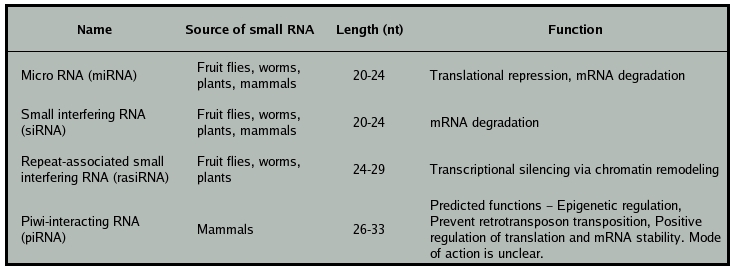 Name Source of small RNA Length (nt) Function
Micro RNA (miRNA) Fruit flies, worms, plants, mammals 20-24 Translational repression, mRNA degradation
Small interfering RNA (siRNA) Fruit flies, worms, plants, mammals 20-24 mRNA degradation
Repeat-associated small interfering RNA (rasiRNA) Fruit flies, worms, plants 24-29 Transcriptional silencing via chromatin remodeling
Piwi-interacting RNA (piRNA) Mammals 26-33 Predicted functions – Epigenetic regulation,
Prevent retrotransposon transposition, Positive
regulation of translation and mRNA stability. Mode
of action is unclear.